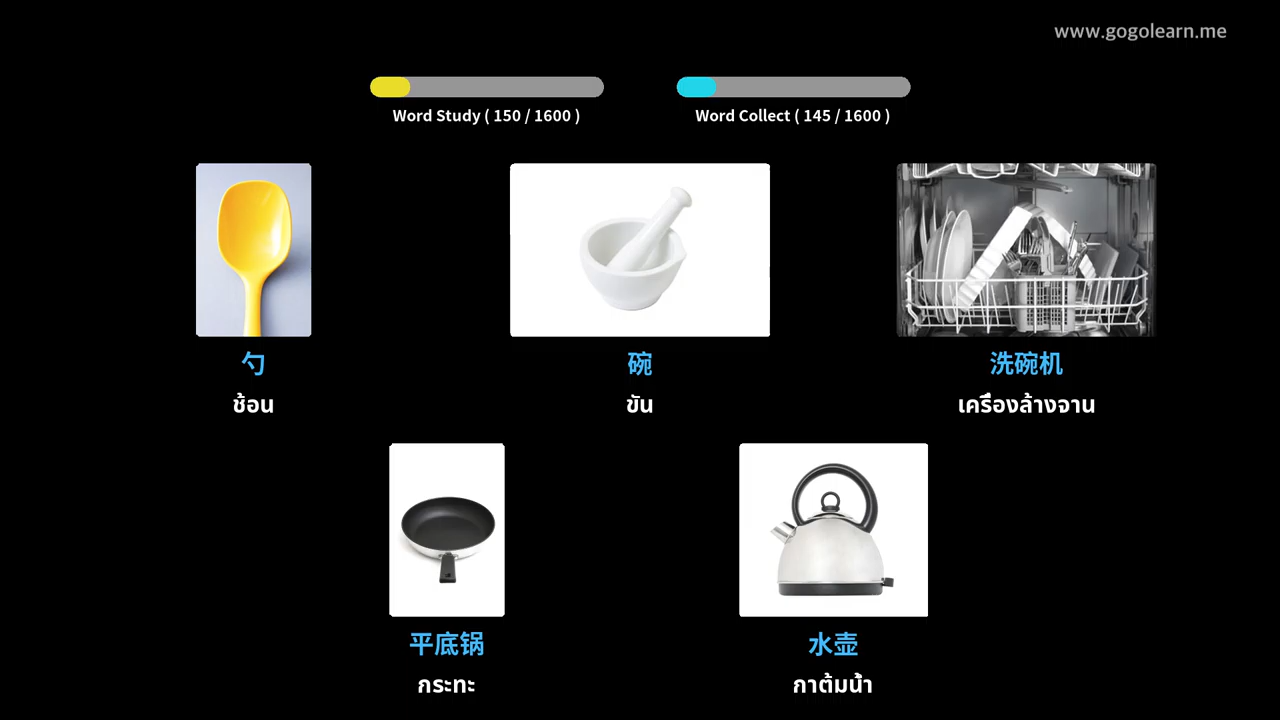 www.gogolearn.me
Word Study ( 150 / 1600 )
Word Collect ( 145 / 1600 )
勺
碗
洗碗机
ช้อน
ขัน
เครื่องล้างจาน
平底锅
水壶
กระทะ
กาต้มน้ำ